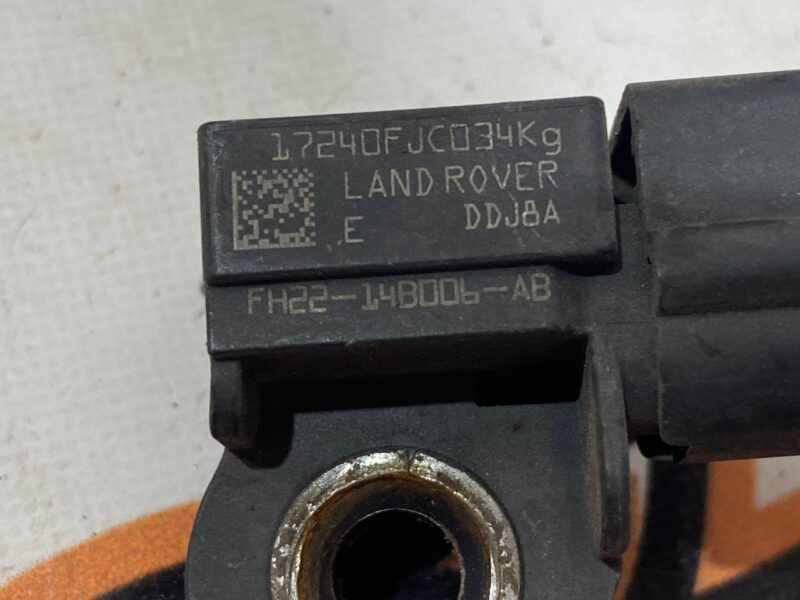 17240FJC034Kg
LAND ROVER
E DDJ8A
FH22-14B006-AB